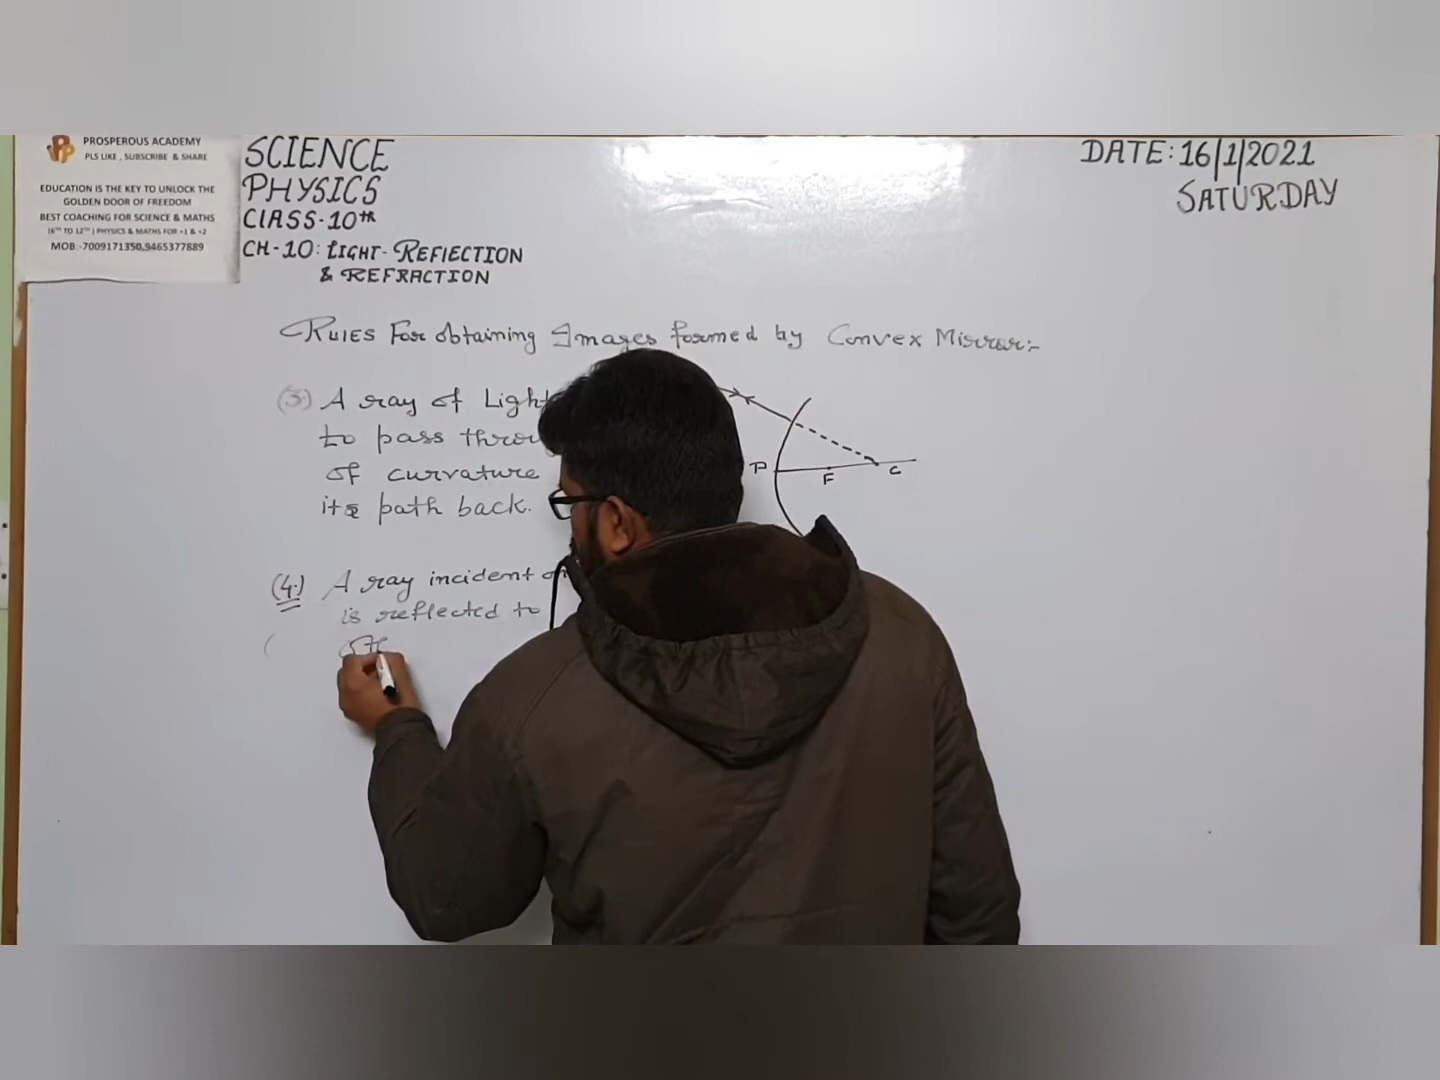 PROSPEROUS ACADEMY
PLS LIKE , SUBSCRIBE & SHARE
EDUCATION IS THE KEY TO UNLOCK THE
GOLDEN DOOR OF FREEDOM
BEST COACHING FOR SCIENCE & MATHS
(6TH TO 12TH ) PHYSICS & MATHS FOR +1 & +2
MOB.-7009171350,9465377889
SCIENCE
PHYSICS
CLASS-10th
CH-10: LIGHT- REFLECTION
& REFRACTION
DATE: 16/1/2021
SATURDAY
RULES For obtaining Images formed by Convex Mirror:-
(3.) A ray of Light
to pass throu
of curvature
its path back.
P
F
C
(4.) A ray incident on
is reflected to
oth